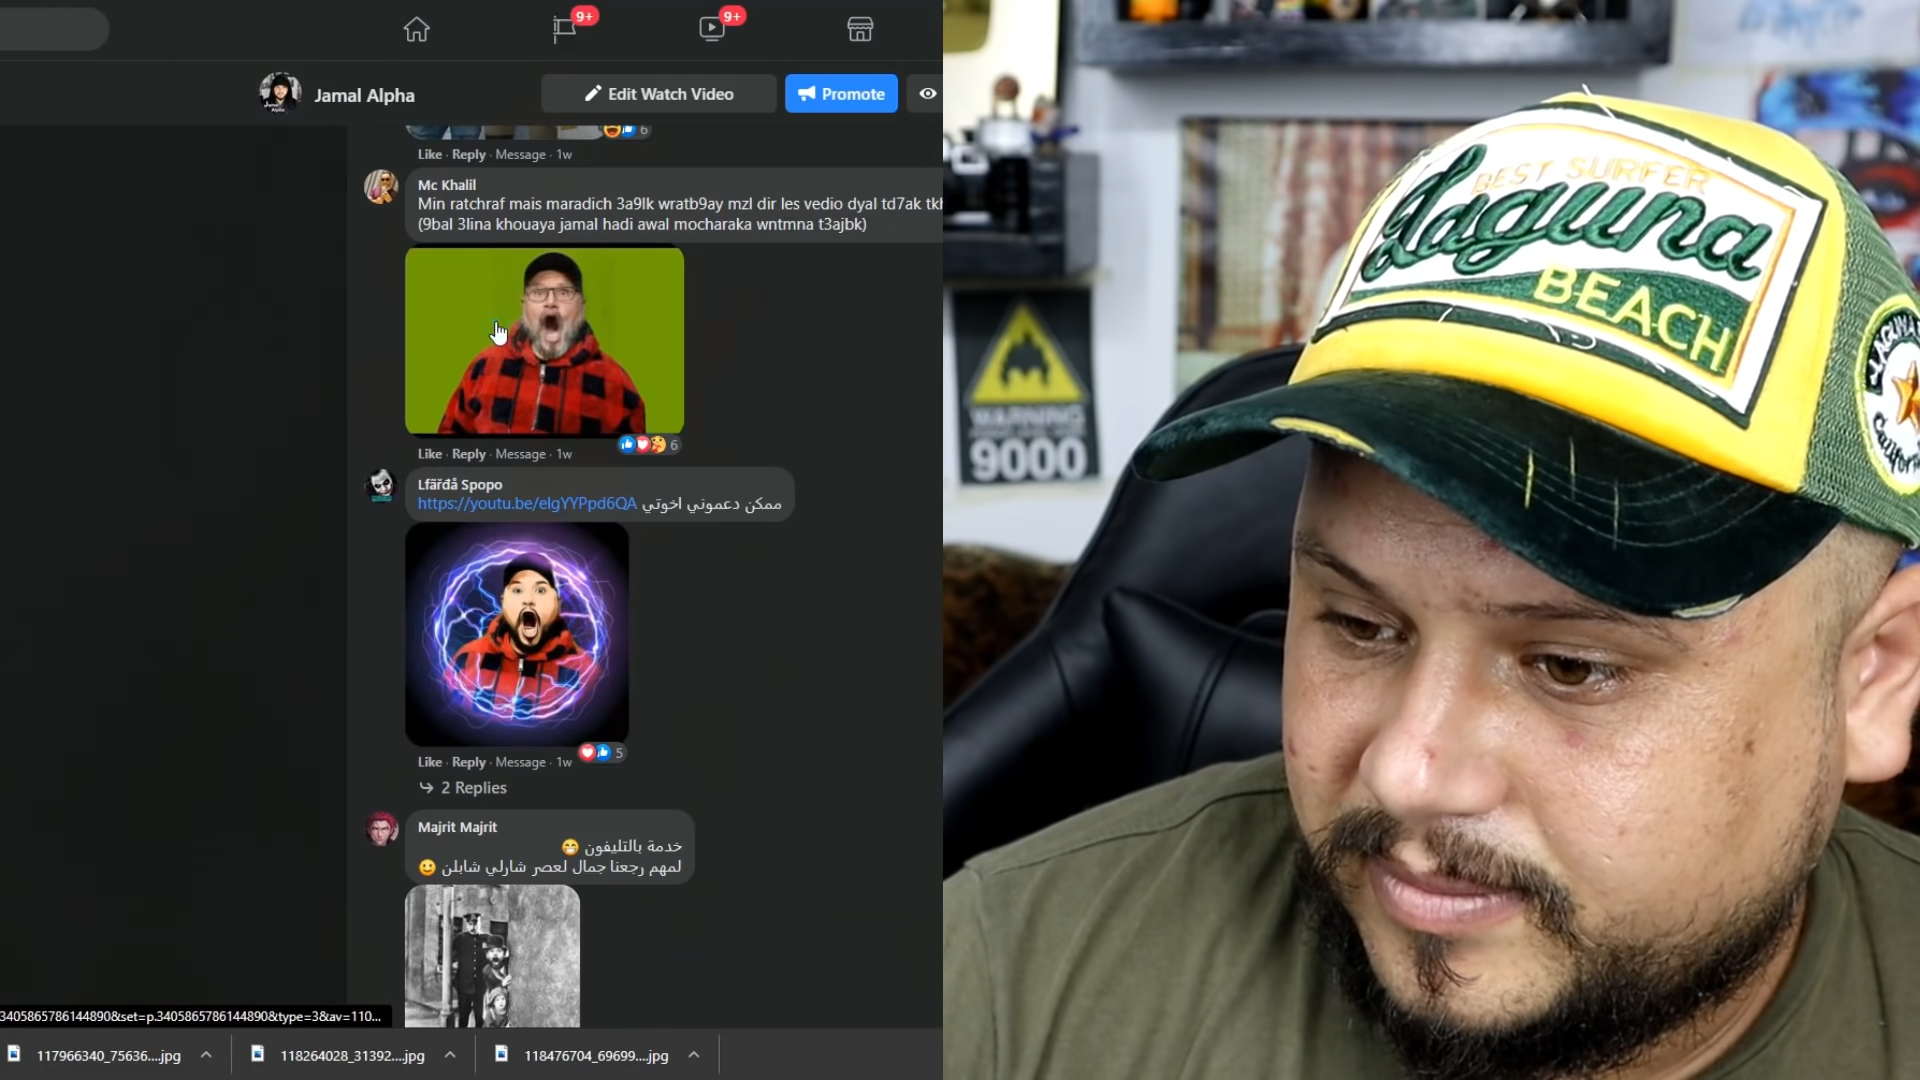 9+
9+
Jamal Alpha
Edit Watch Video
Promote
6
Like · Reply · Message · 1w
Mc Khalil
Min ratchraf mais maradich 3a9lk wratb9ay mzl dir les vedio dyal td7ak
(9bal 3lina khouaya jamal hadi awal mocharaka wntmna t3ajbk)
Like · Reply · Message · 1w
6
Lfãřđå Spopo
https://youtu.be/elgYYPpd6QA ممكن دعموني اخوتي
Like · Reply · Message · 1w
5
2 Replies
Majrit Majrit
خدمة بالتليفون 😁
لمهم رجعنا جمال لعصر شارلي شابلن 🙂
3405865786144890&set=p.3405865786144890&type=3&av=110...
117966340_75636....jpg
118264028_31392....jpg
118476704_69699....jpg
BEST SURFER
Laguna
BEACH
LAGUNA
California
WARNING
9000